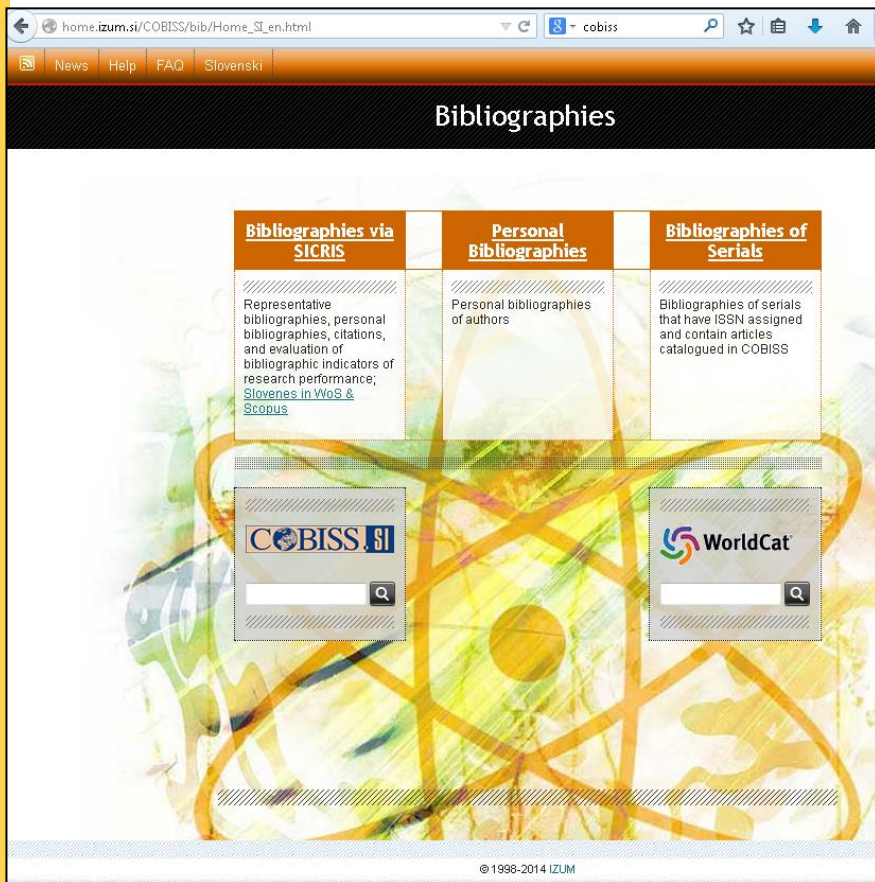 home.izum.si/COBISS/bib/Home_SI_en.html
cobiss
News Help FAQ Slovenski
Bibliographies
Bibliographies via
SICRIS
Representative
bibliographies, personal
bibliographies, citations,
and evaluation of
bibliographic indicators of
research performance;
Slovenes in WoS &
Scopus
Personal
Bibliographies
Personal bibliographies
of authors
Bibliographies of
Serials
Bibliographies of serials
that have ISSN assigned
and contain articles
catalogued in COBISS
COBISS.SI
WorldCat
© 1998-2014 IZUM